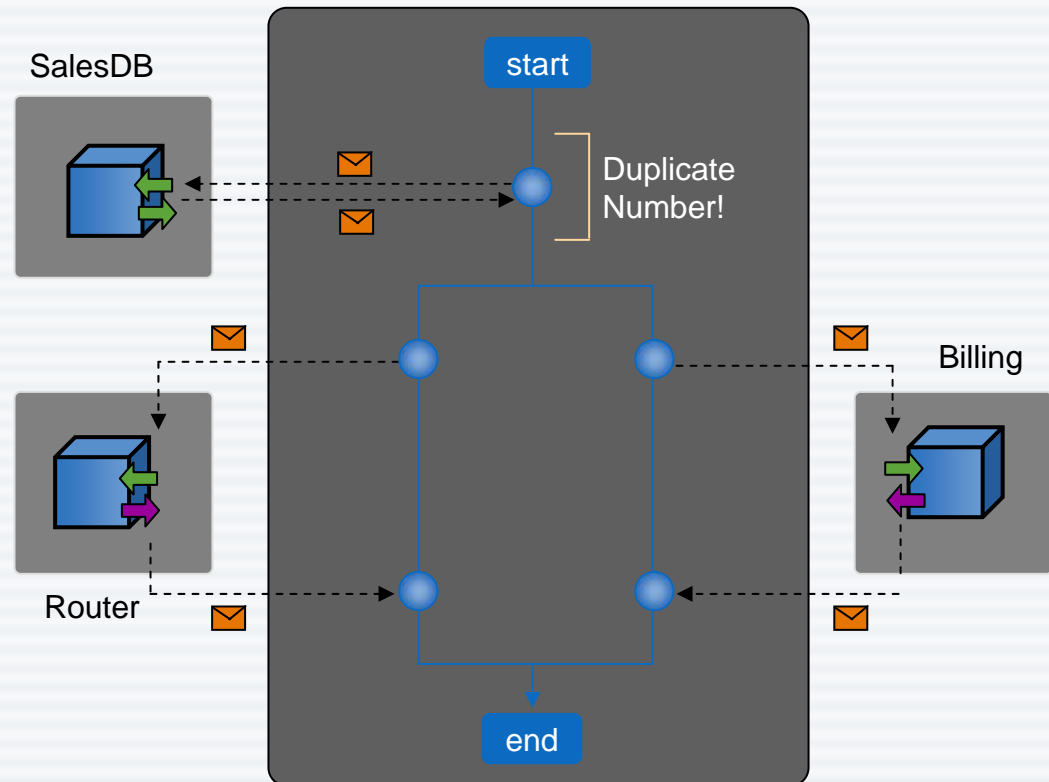 SalesDB
start
Duplicate
Number!
Billing
Router
end